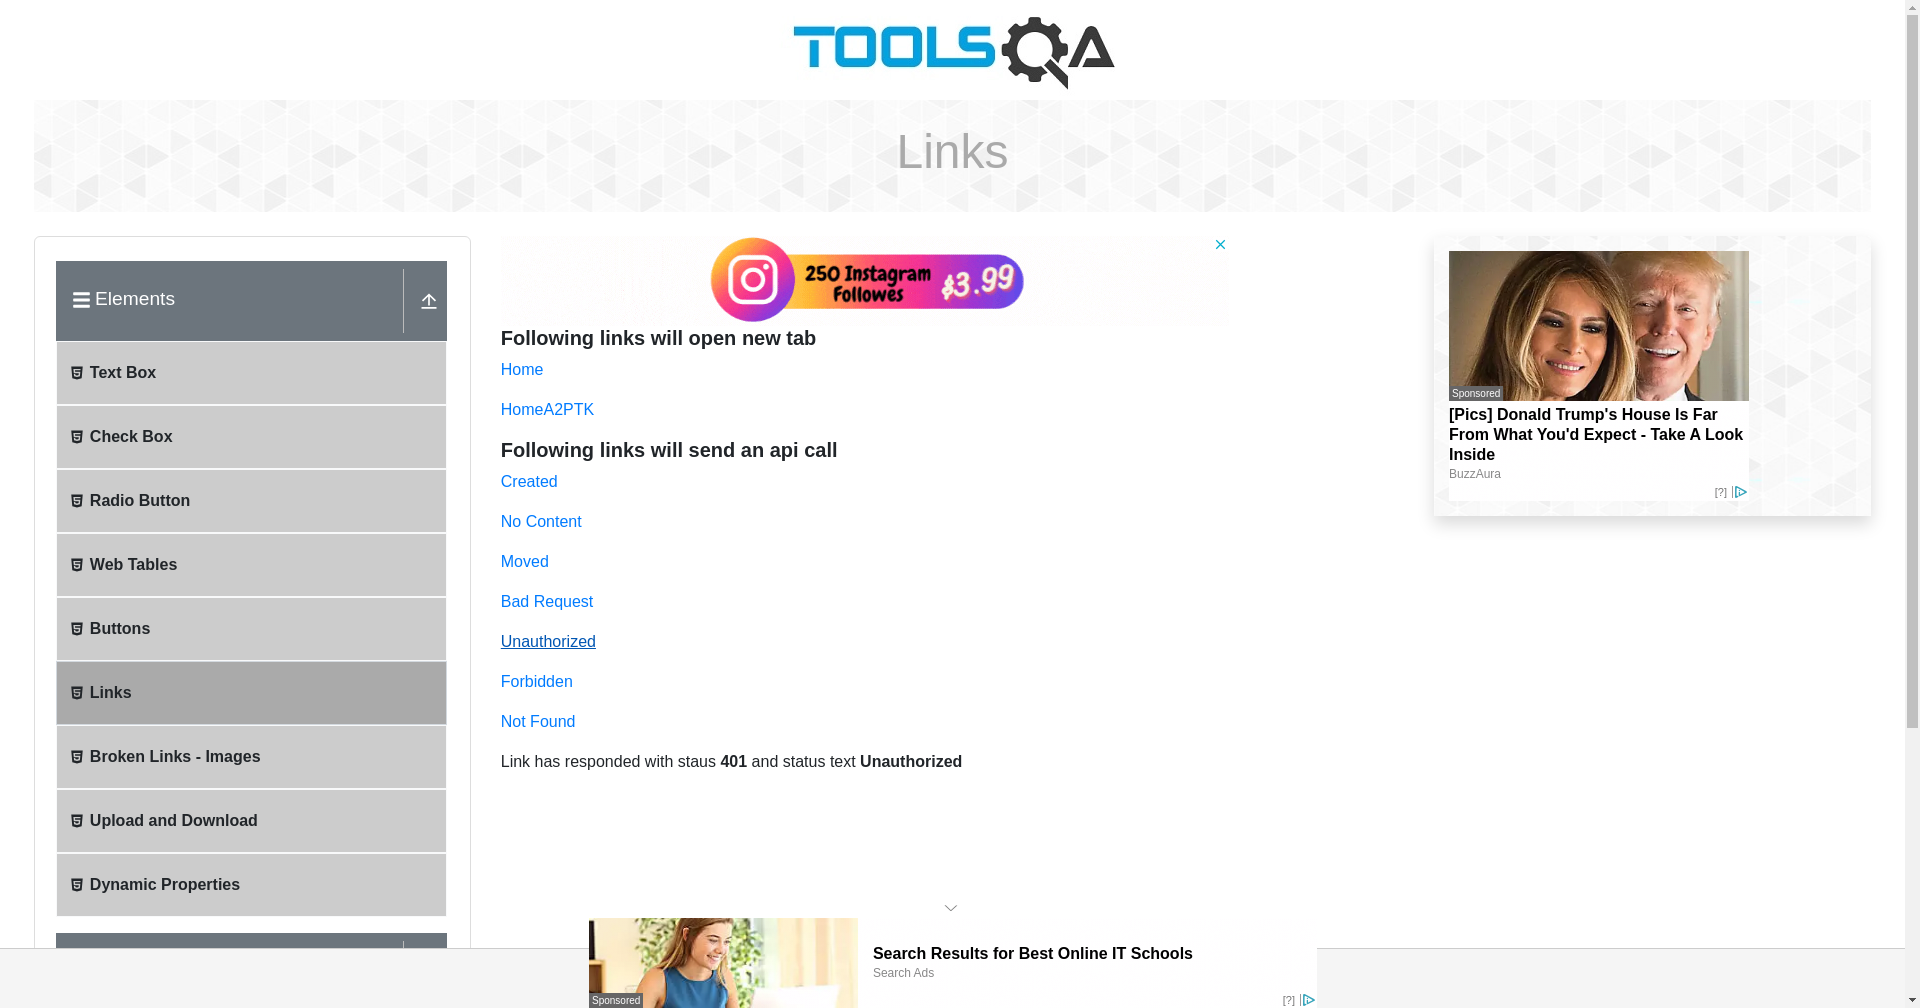 TOOLSQA
Links
Elements
Text Box
Check Box
Radio Button
Web Tables
Buttons
Links
Broken Links - Images
Upload and Download
Dynamic Properties
250 Instagram
Followes
$3.99
Following links will open new tab
Home
HomeA2PTK
Following links will send an api call
Created
No Content
Moved
Bad Request
Unauthorized
Forbidden
Not Found
Link has responded with staus 401 and status text Unauthorized
Sponsored
[Pics] Donald Trump's House Is Far
From What You'd Expect - Take A Look
Inside
BuzzAura
[?]
Sponsored
Search Results for Best Online IT Schools
Search Ads
[?]